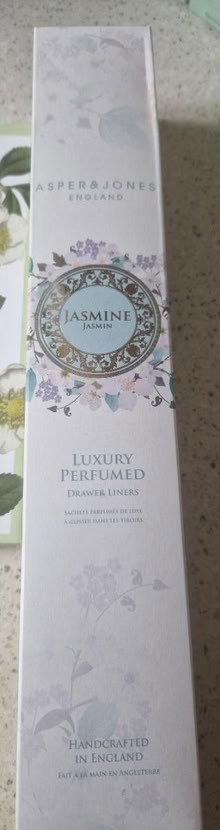 ASPER&JONES
ENGLAND
JASMINE
JASMIN
LUXURY
PERFUMED
DRAWER LINERS
SACHETS PARFUMÉS DE LUXE
À GLISSER DANS LES TIROIRS
HANDCRAFTED
IN ENGLAND
FAIT À LA MAIN EN ANGLETERRE